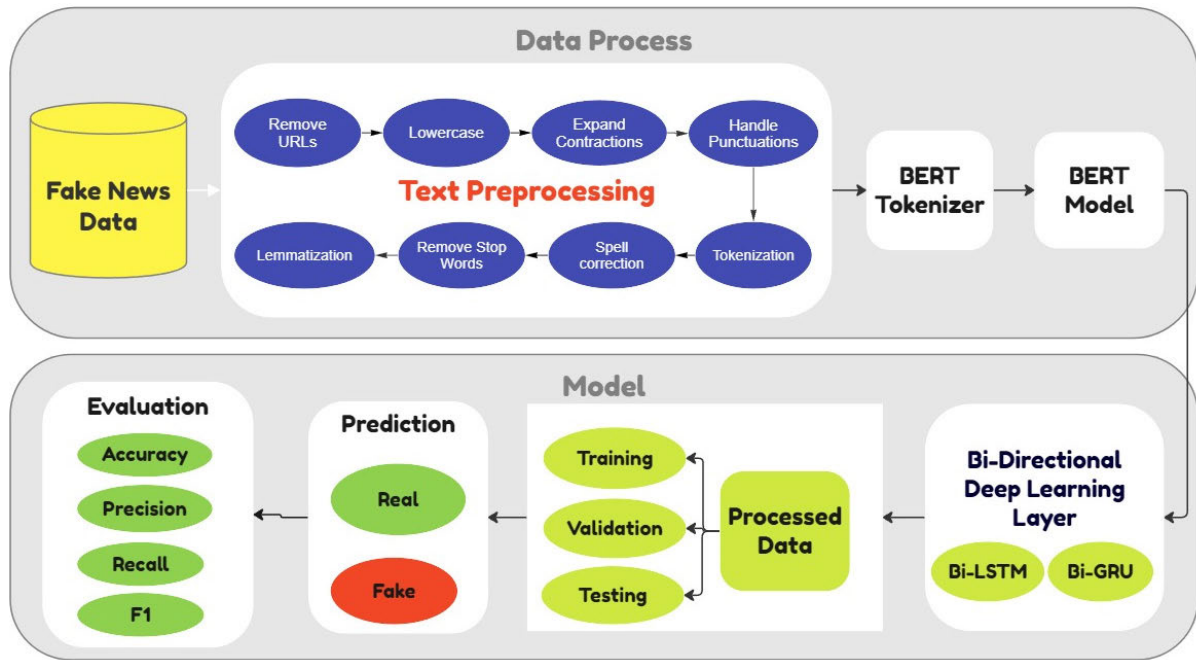 Data Process
Fake News
Data
Remove
URLs
Lowercase
Expand
Contractions
Handle
Punctuations
Text Preprocessing
Lemmatization
Remove Stop
Words
Spell
correction
Tokenization
BERT
Tokenizer
BERT
Model
Model
Evaluation
Accuracy
Precision
Recall
F1
Prediction
Real
Fake
Training
Validation
Testing
Processed
Data
Bi-Directional
Deep Learning
Layer
Bi-LSTM
Bi-GRU